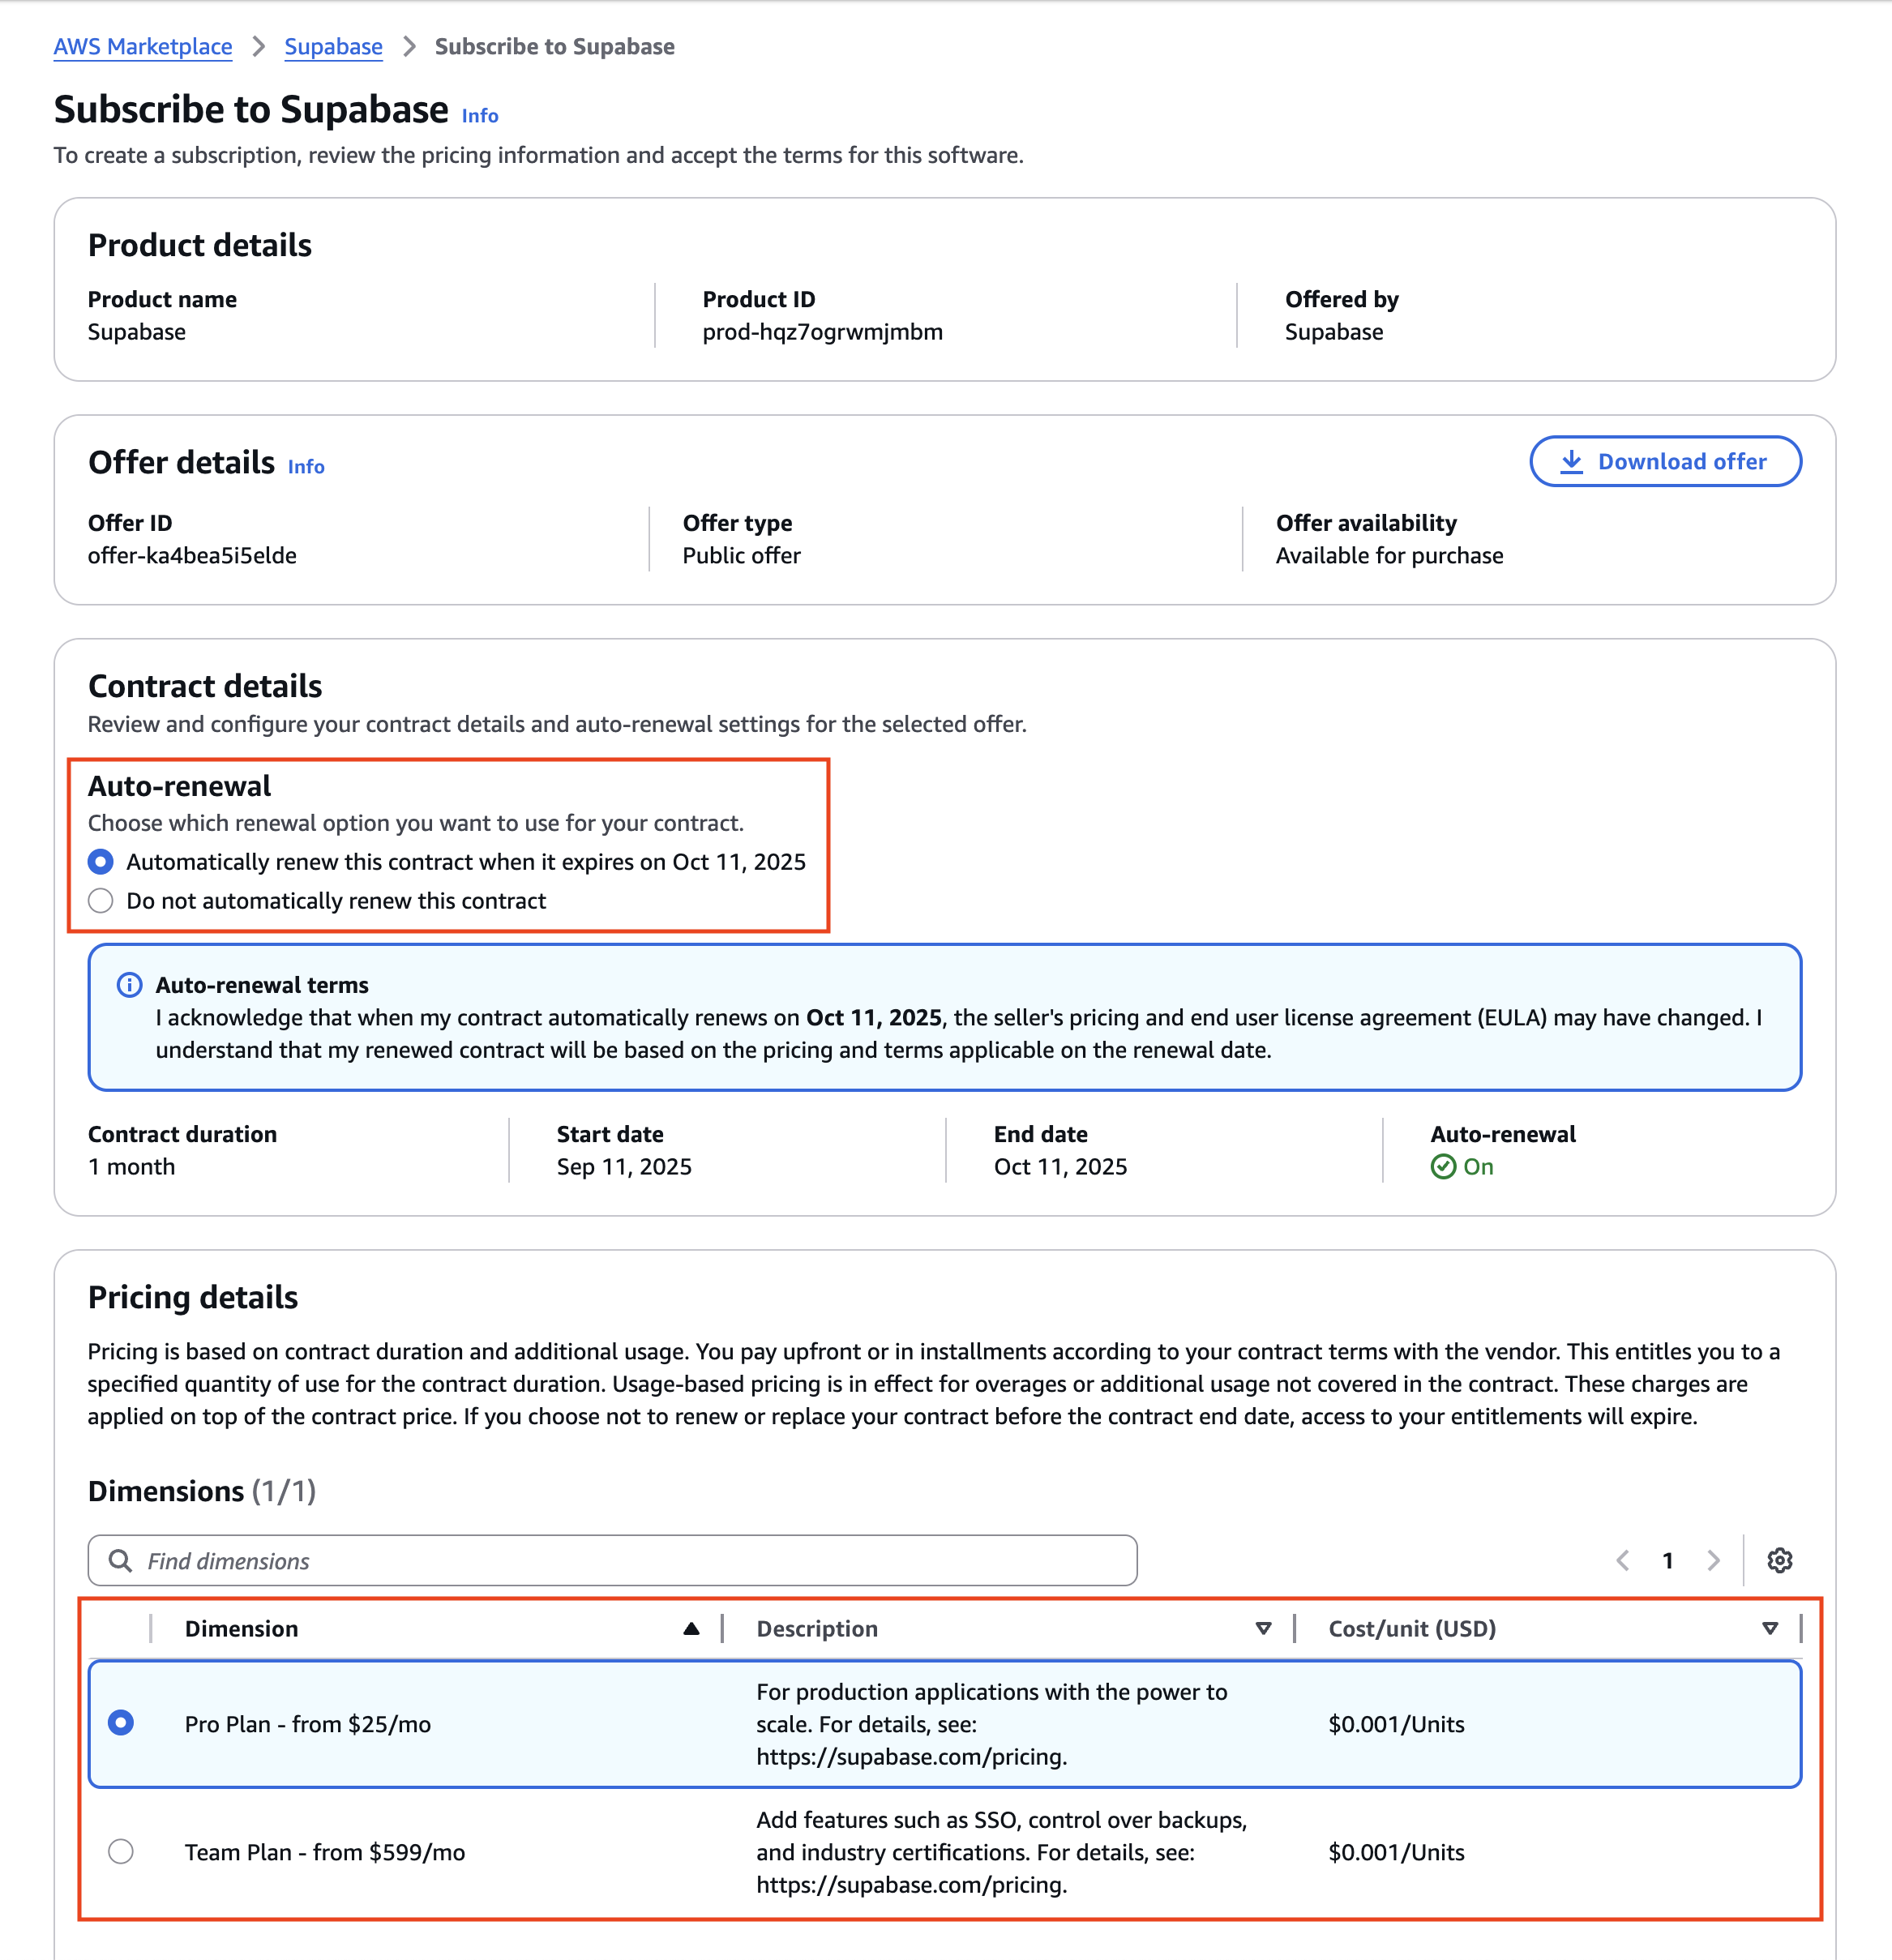 AWS Marketplace > Supabase > Subscribe to Supabase
Subscribe to Supabase Info
To create a subscription, review the pricing information and accept the terms for this software.
Product details
Product name
Supabase
Product ID
prod-hqz7ogrwmjmbm
Offered by
Supabase
Offer details Info
Download offer
Offer ID
offer-ka4bea5i5elde
Offer type
Public offer
Offer availability
Available for purchase
Contract details
Review and configure your contract details and auto-renewal settings for the selected offer.
Auto-renewal
Choose which renewal option you want to use for your contract.
Automatically renew this contract when it expires on Oct 11, 2025
Do not automatically renew this contract
Auto-renewal terms
I acknowledge that when my contract automatically renews on Oct 11, 2025, the seller's pricing and end user license agreement (EULA) may have changed. I
understand that my renewed contract will be based on the pricing and terms applicable on the renewal date.
Contract duration
1 month
Start date
Sep 11, 2025
End date
Oct 11, 2025
Auto-renewal
On
Pricing details
Pricing is based on contract duration and additional usage. You pay upfront or in installments according to your contract terms with the vendor. This entitles you to a
specified quantity of use for the contract duration. Usage-based pricing is in effect for overages or additional usage not covered in the contract. These charges are
applied on top of the contract price. If you choose not to renew or replace your contract before the contract end date, access to your entitlements will expire.
Dimensions (1/1)
Find dimensions
1
Dimension
Description
Cost/unit (USD)
Pro Plan - from $25/mo
For production applications with the power to
scale. For details, see:
https://supabase.com/pricing.
$0.001/Units
Team Plan - from $599/mo
Add features such as SSO, control over backups,
and industry certifications. For details, see:
https://supabase.com/pricing.
$0.001/Units